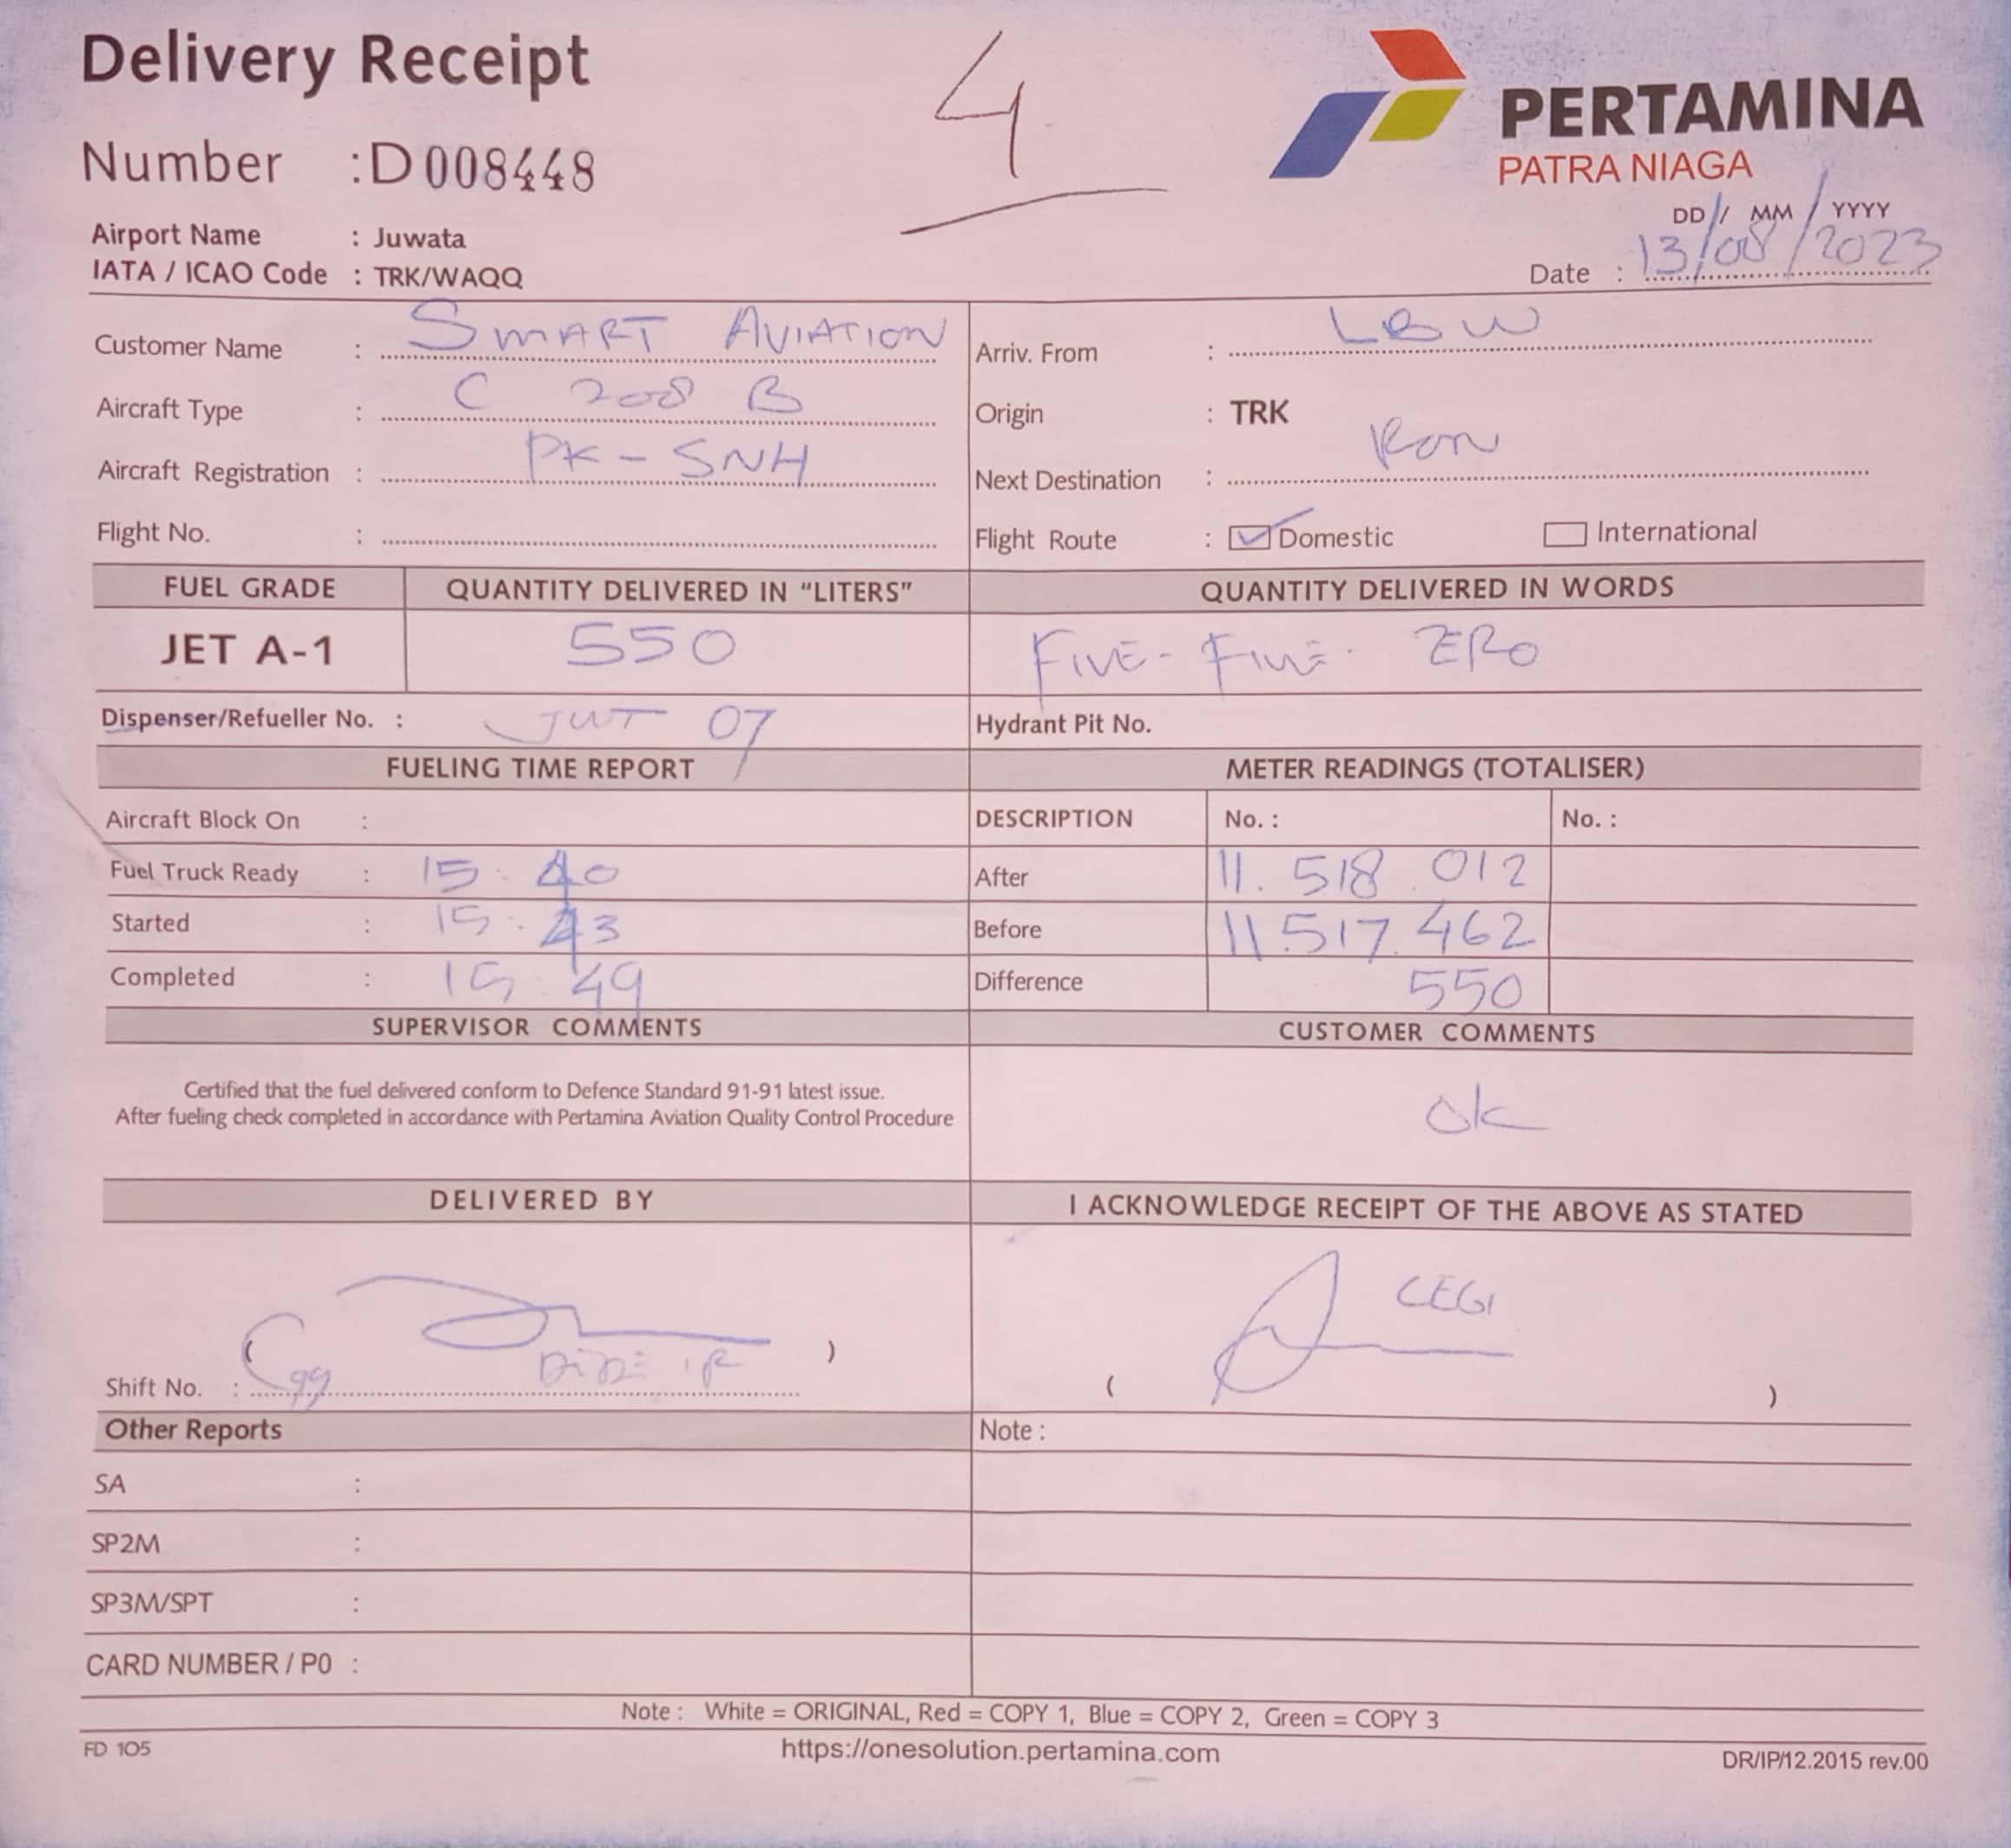 Delivery Receipt
4
PERTAMINA
PATRA NIAGA
Number : D 008448
Airport Name : Juwata
IATA / ICAO Code : TRK/WAQQ
DD / MM / YYYY
Date : 13/08/2023
Customer Name : SMART AVIATION
Arriv. From : LBW
Aircraft Type : C 208 B
Origin : TRK
Aircraft Registration : PK-SNH
Next Destination : RON
Flight No. :
Flight Route : Domestic International
FUEL GRADE QUANTITY DELIVERED IN "LITERS" QUANTITY DELIVERED IN WORDS
JET A-1 550 FIVE - FIVE - ZERO
Dispenser/Refueller No. : JWT 07 Hydrant Pit No.
FUELING TIME REPORT METER READINGS (TOTALISER)
Aircraft Block On : DESCRIPTION No. : No. :
Fuel Truck Ready : 15.40 After 11.518.012
Started : 15.43 Before 11.517.462
Completed : 15.49 Difference 550
SUPERVISOR COMMENTS CUSTOMER COMMENTS
Certified that the fuel delivered conform to Defence Standard 91-91 latest issue.
After fueling check completed in accordance with Pertamina Aviation Quality Control Procedure
Ok
DELIVERED BY I ACKNOWLEDGE RECEIPT OF THE ABOVE AS STATED
CEGI
( ) ( )
Shift No. :
Other Reports Note :
SA :
SP2M :
SP3M/SPT :
CARD NUMBER / P0 :
Note : White = ORIGINAL, Red = COPY 1, Blue = COPY 2, Green = COPY 3
FD 105 https://onesolution.pertamina.com DR/IP/12.2015 rev.00